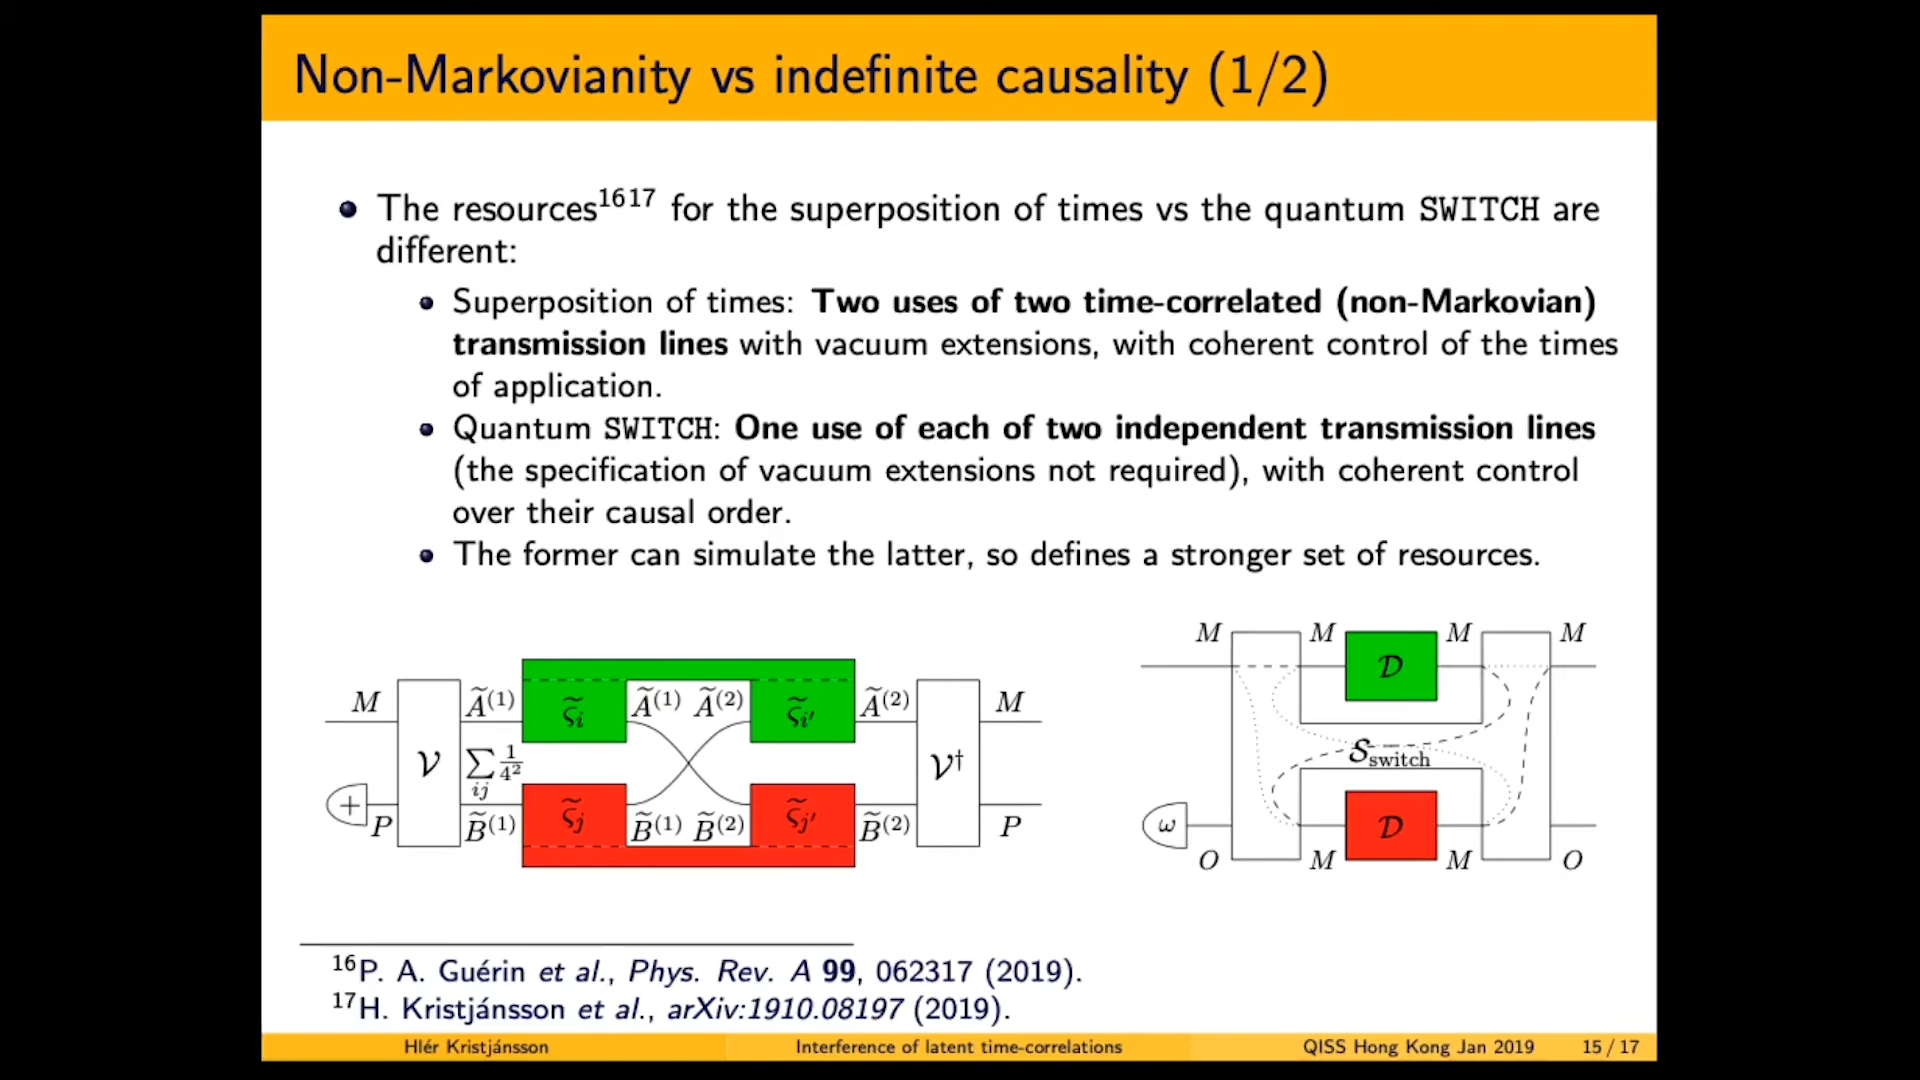 Non-Markovianity vs indefinite causality (1/2)
The resources¹⁶¹⁷ for the superposition of times vs the quantum SWITCH are
different:
Superposition of times: Two uses of two time-correlated (non-Markovian)
transmission lines with vacuum extensions, with coherent control of the times
of application.
Quantum SWITCH: One use of each of two independent transmission lines
(the specification of vacuum extensions not required), with coherent control
over their causal order.
The former can simulate the latter, so defines a stronger set of resources.
M Ã⁽¹⁾ ς̃ᵢ Ã⁽¹⁾ Ã⁽²⁾ ς̃ᵢ′ Ã⁽²⁾ M
𝒱 ∑ᵢⱼ 1/4² 𝒱†
+ P B̃⁽¹⁾ ς̃ⱼ B̃⁽¹⁾ B̃⁽²⁾ ς̃ⱼ′ B̃⁽²⁾ P
M M 𝒟 M M
𝒮switch
ω 𝒟
O M M O
¹⁶P. A. Guérin et al., Phys. Rev. A 99, 062317 (2019).
¹⁷H. Kristjánsson et al., arXiv:1910.08197 (2019).
Hlér Kristjánsson Interference of latent time-correlations QISS Hong Kong Jan 2019 15 / 17